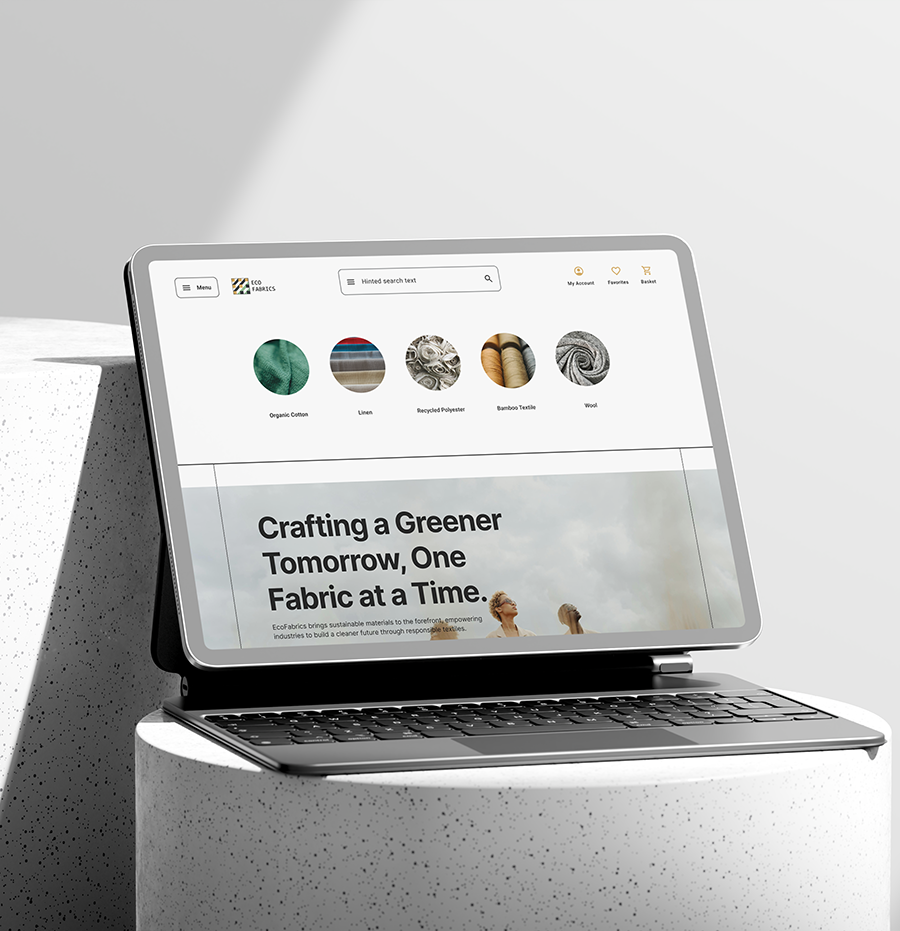 Menu
ECO
FABRICS
Hinted search text
My Account
Favorites
Basket
Organic Cotton
Linen
Recycled Polyester
Bamboo Textile
Wool
Crafting a Greener
Tomorrow, One
Fabric at a Time.
EcoFabrics brings sustainable materials to the forefront, empowering
industries to build a cleaner future through responsible textiles.